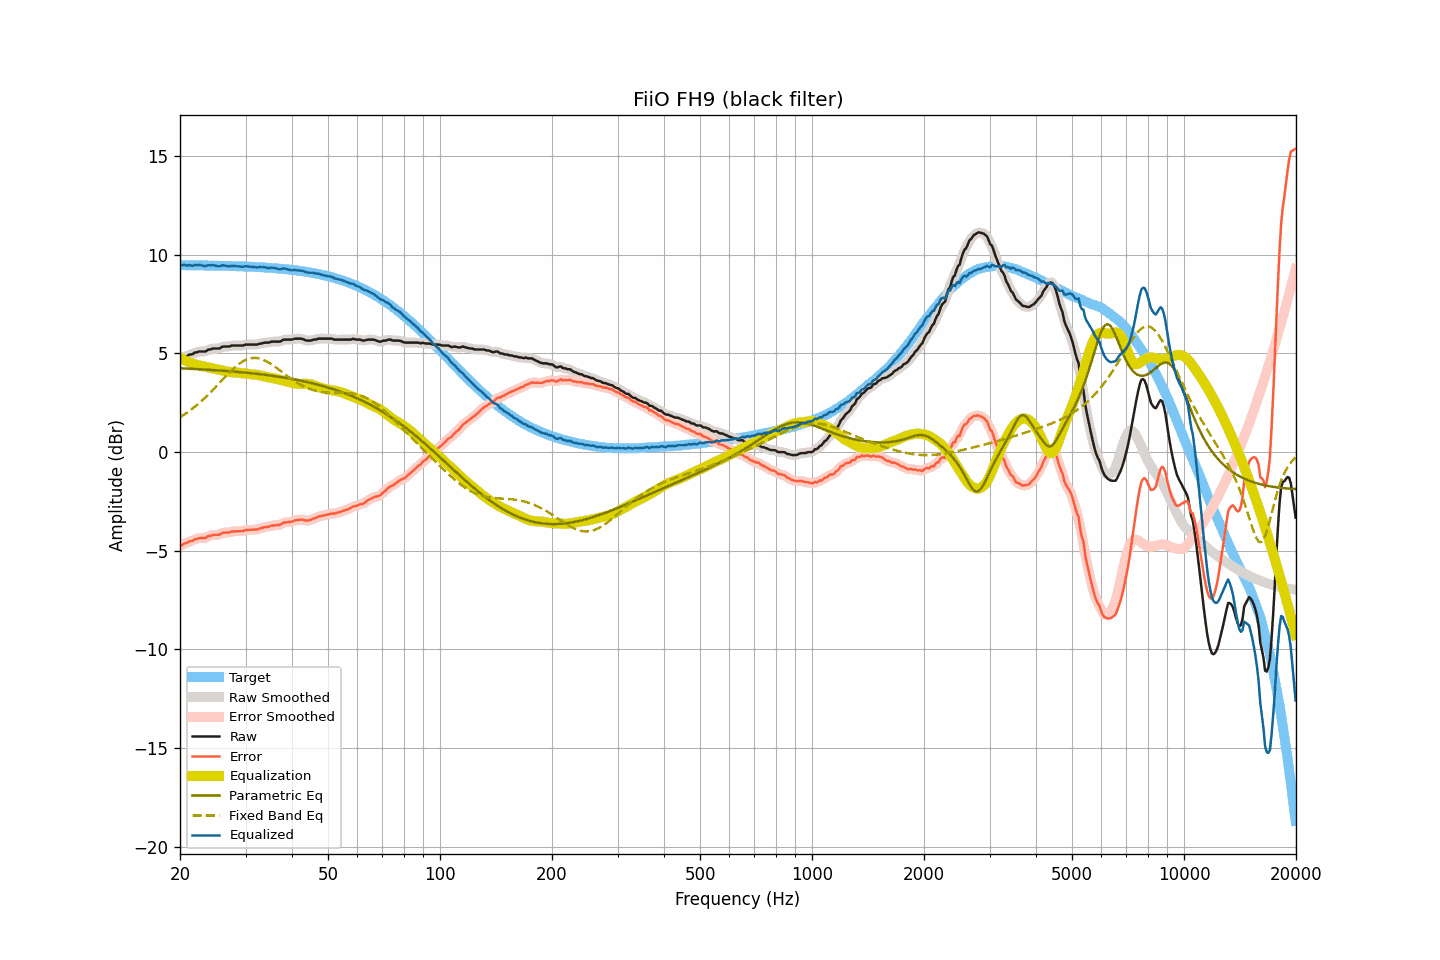 FiiO FH9 (black filter)
Amplitude (dBr)
15
10
5
0
−5
−10
−15
−20
Target
Raw Smoothed
Error Smoothed
Raw
Error
Equalization
Parametric Eq
Fixed Band Eq
Equalized
20 50 100 200 500 1000 2000 5000 10000 20000
Frequency (Hz)